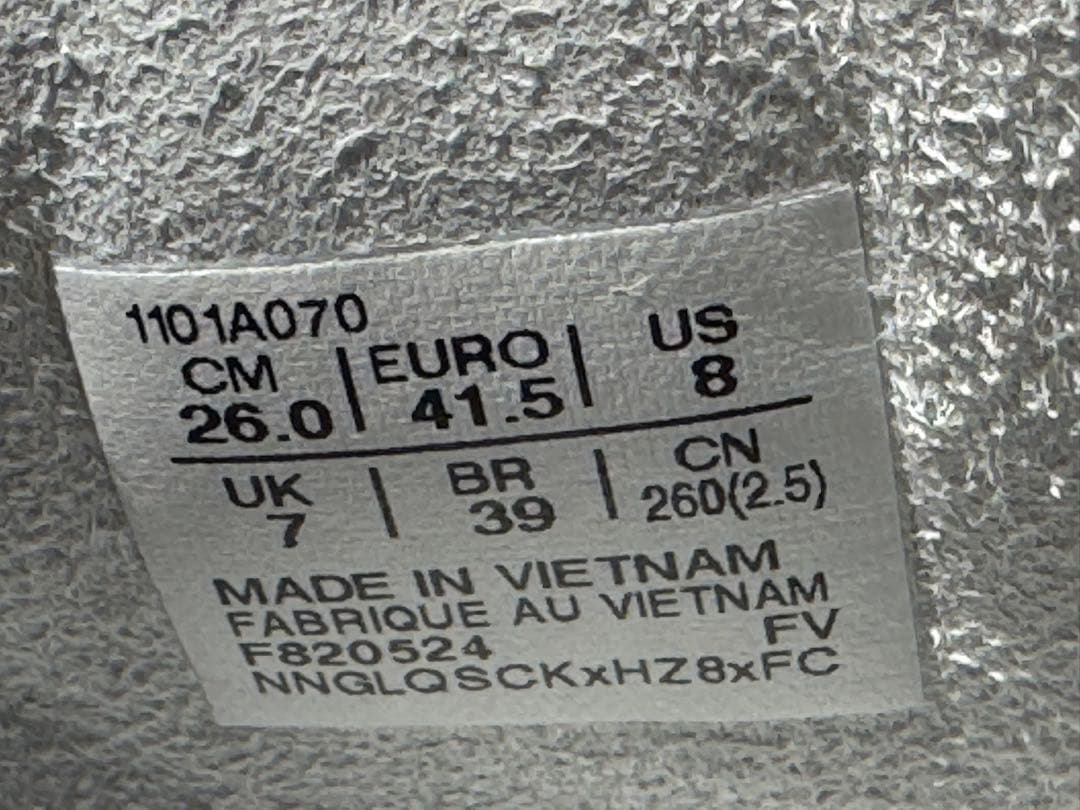 1101A070
CM | EURO | US
26.0 | 41.5 | 8
UK | BR | CN
7 | 39 | 260(2.5)
MADE IN VIETNAM
FABRIQUE AU VIETNAM
F820524 FV
NNGLQSCKxHZ8xFC